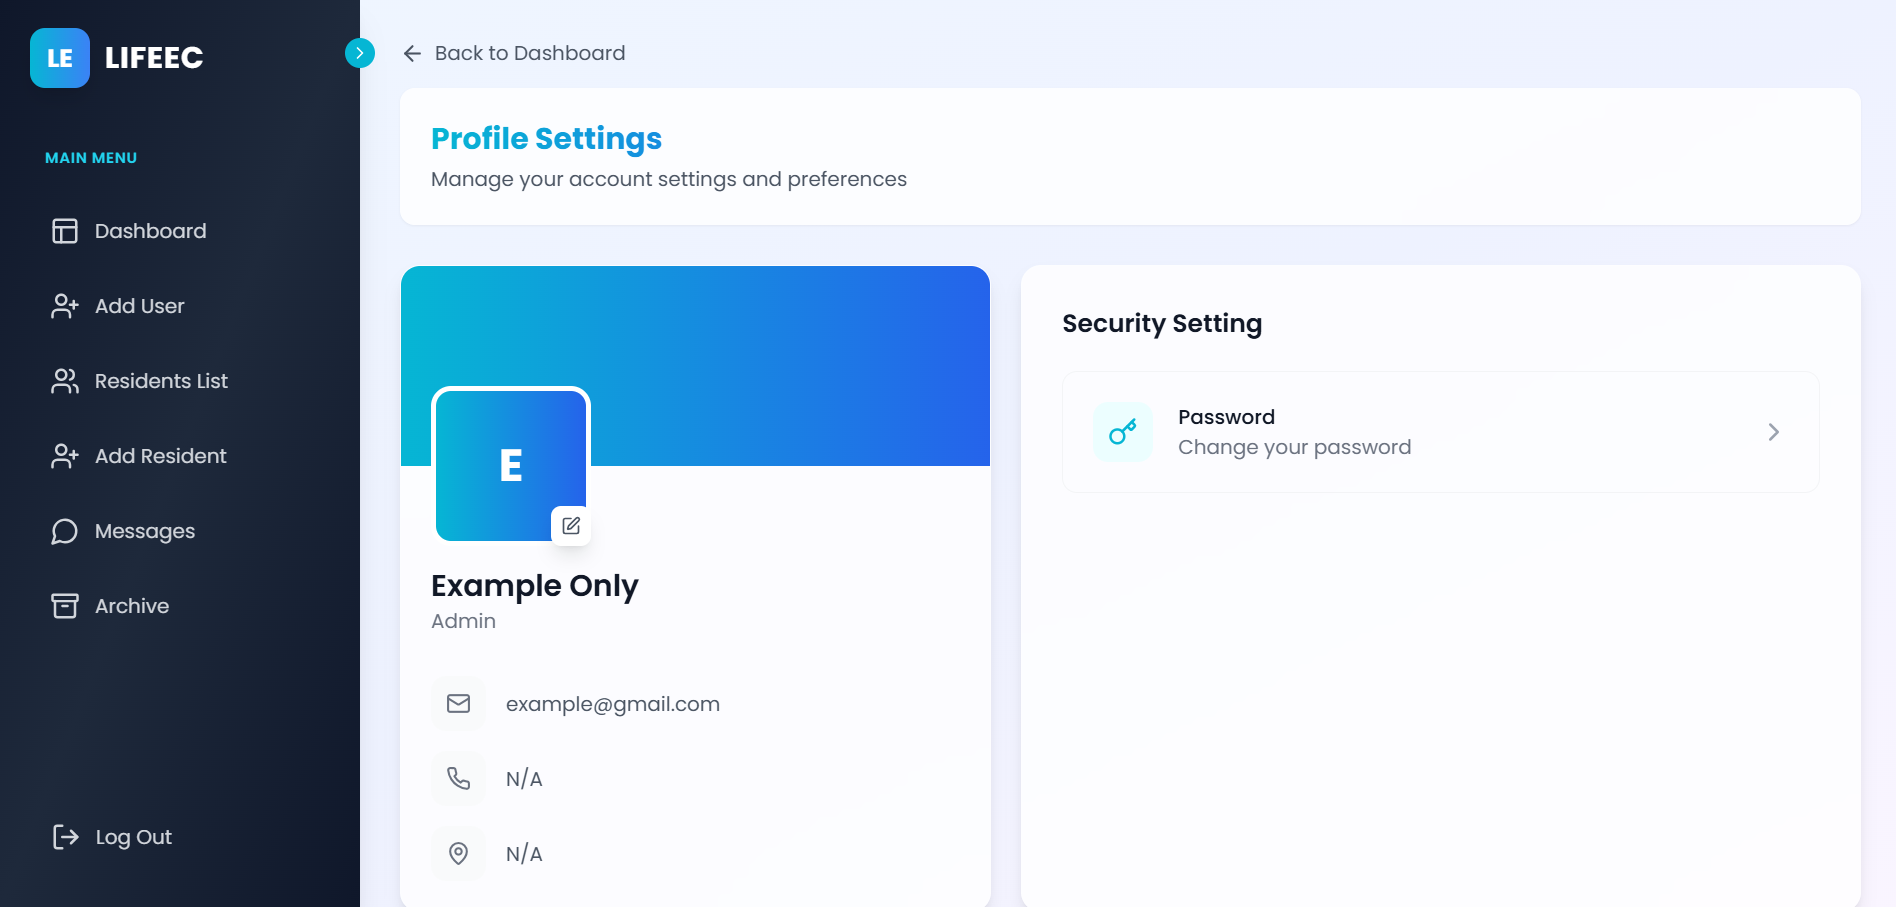 LE LIFEEC
MAIN MENU
Dashboard
Add User
Residents List
Add Resident
Messages
Archive
Log Out
Back to Dashboard
Profile Settings
Manage your account settings and preferences
E
Example Only
Admin
example@gmail.com
N/A
N/A
Security Setting
Password
Change your password